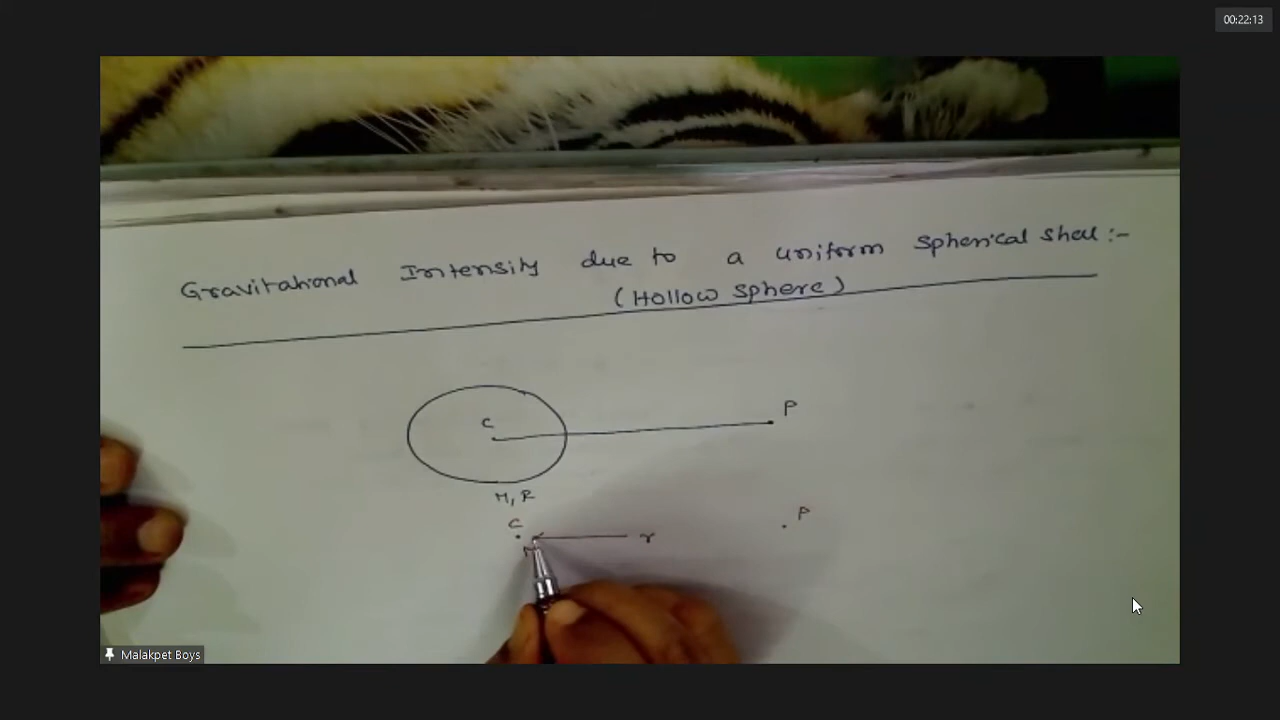 00:22:13
Gravitational Intensity due to a uniform spherical shell :-
(Hollow sphere)
C
P
M, R
C
P
r
M
Malakpet Boys